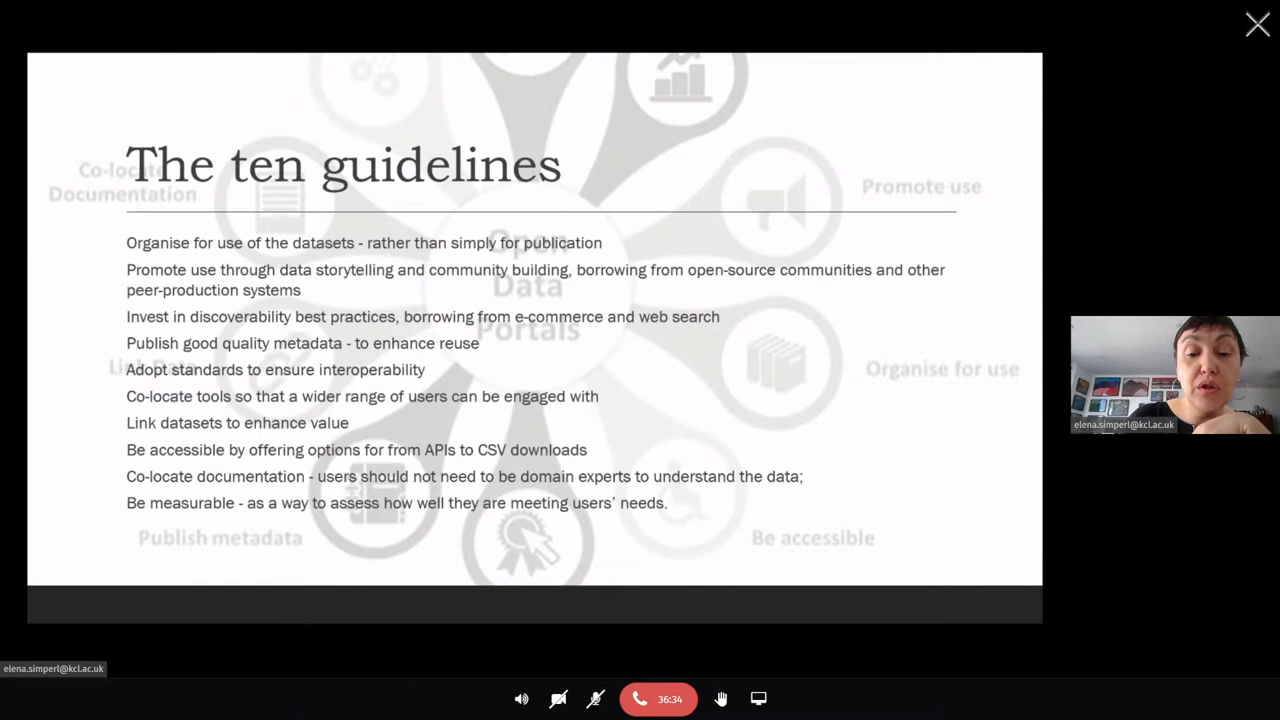 The ten guidelines
Co-locate
Documentation
Promote use
Organise for use of the datasets - rather than simply for publication
Open
Promote use through data storytelling and community building, borrowing from open-source communities and other
peer-production systems
Data
Invest in discoverability best practices, borrowing from e-commerce and web search
Portals
Publish good quality metadata - to enhance reuse
Link Data
Adopt standards to ensure interoperability
Organise for use
Co-locate tools so that a wider range of users can be engaged with
Link datasets to enhance value
elena.simperl@kcl.ac.uk
Be accessible by offering options for from APIs to CSV downloads
Co-locate documentation - users should not need to be domain experts to understand the data;
Be measurable - as a way to assess how well they are meeting users’ needs.
Publish metadata
Be accessible
elena.simperl@kcl.ac.uk
36:34